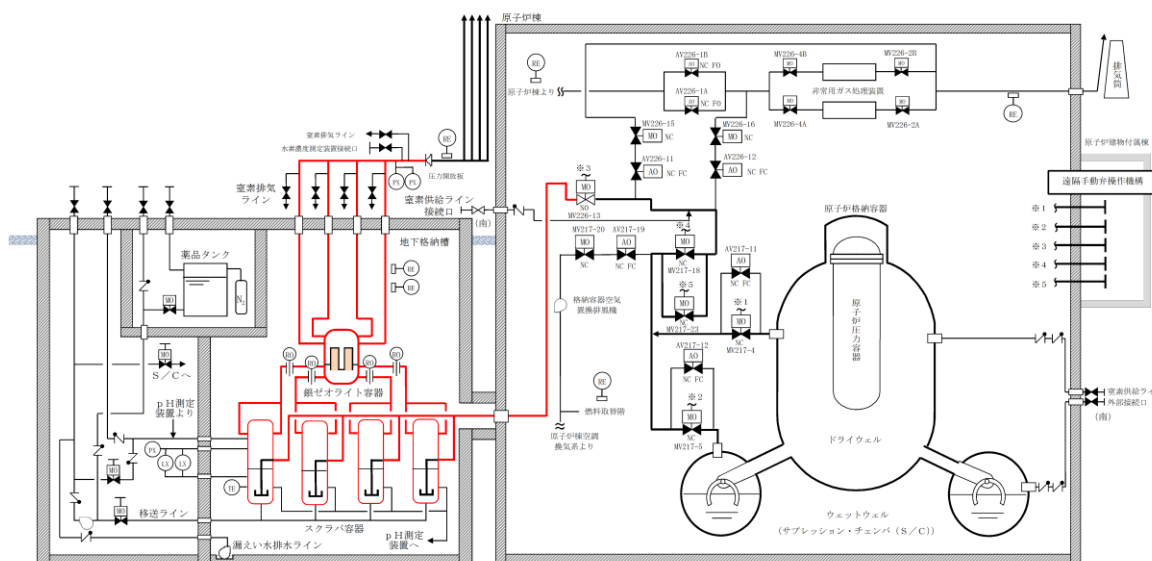 原子炉棟
RE
原子炉棟より
AV226-1B
AO
NC FO
AV226-1A
AO
NC FO
MV226-4B
MO
MV226-2B
MO
非常用ガス処理装置
MO
MV226-4A
MO
MV226-2A
RE
排気筒
MV226-15
MO
NC
MV226-16
MO
NC
AV226-11
AO
NC FC
AV226-12
AO
NC FC
原子炉建物付属棟
遠隔手動弁操作機構
※1
※2
※3
※4
※5
窒素排気ライン
水素濃度測定装置接続口
RE
圧力開放板
PI
PI
窒素排気
ライン
窒素供給ライン
接続口
(南)
※3
MO
NO
MV226-13
地下格納槽
薬品タンク
N₂
MO
RE
RE
MV217-20
MO
NC
AV217-19
AO
NC FC
※4
MO
NC
MV217-18
※5
MO
NC
MV217-23
AV217-11
AO
NC FC
※1
MO
NC
MV217-4
AV217-12
AO
NC FC
※2
MO
NC
MV217-5
格納容器空気
置換排風機
RE
燃料取替階
原子炉棟空調
換気系より
原子炉格納容器
原子炉圧力容器
ドライウェル
ウェットウェル
(サプレッション・チェンバ(S/C))
窒素供給ライン
外部接続口
(南)
MO
S/Cへ
pH測定
装置より
RO
RO
RO
RO
銀ゼオライト容器
PX
LX
LX
TE
MO
移送ライン
MO
スクラバ容器
漏えい水排水ライン
pH測定
装置へ